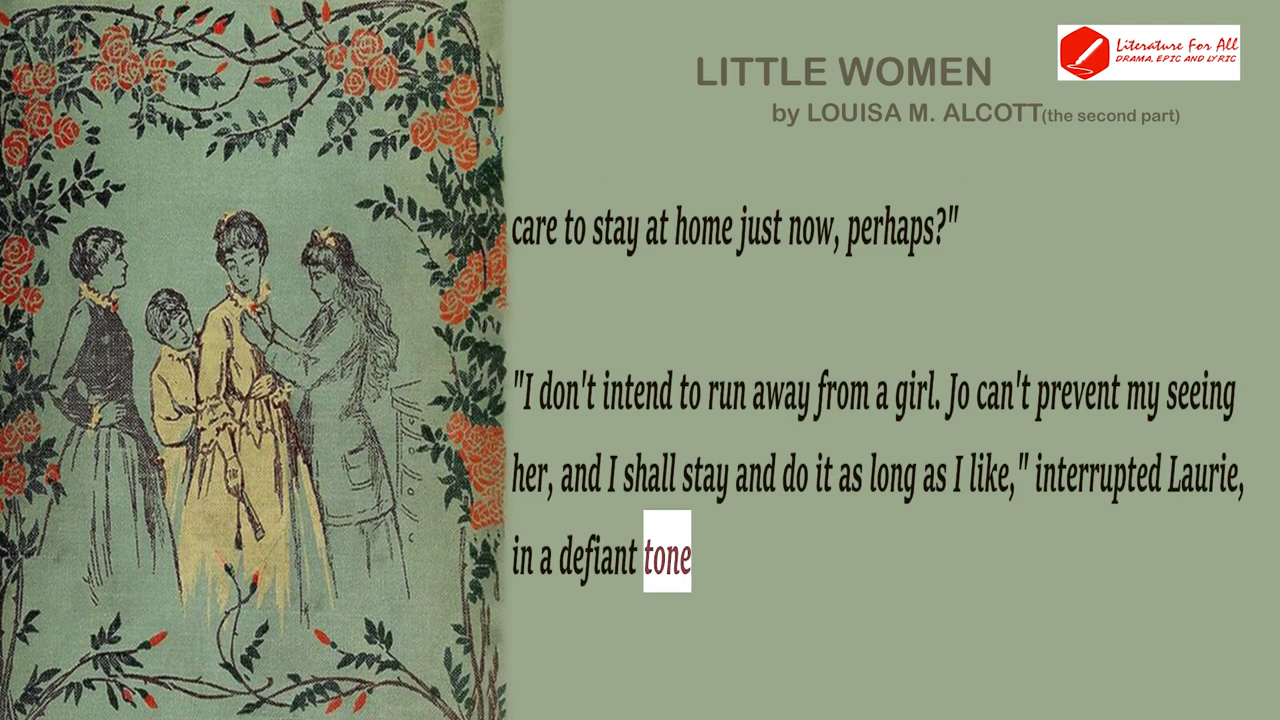 LITTLE WOMEN
Literature For All
DRAMA, EPIC AND LYRIC
by LOUISA M. ALCOTT(the second part)
care to stay at home just now, perhaps?"
"I don't intend to run away from a girl. Jo can't prevent my seeing
her, and I shall stay and do it as long as I like," interrupted Laurie,
in a defiant tone